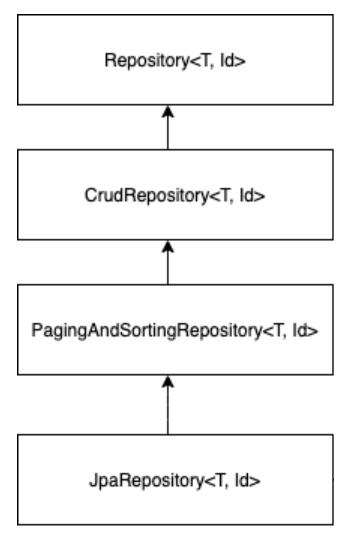 Repository<T, Id>
CrudRepository<T, Id>
PagingAndSortingRepository<T, Id>
JpaRepository<T, Id>